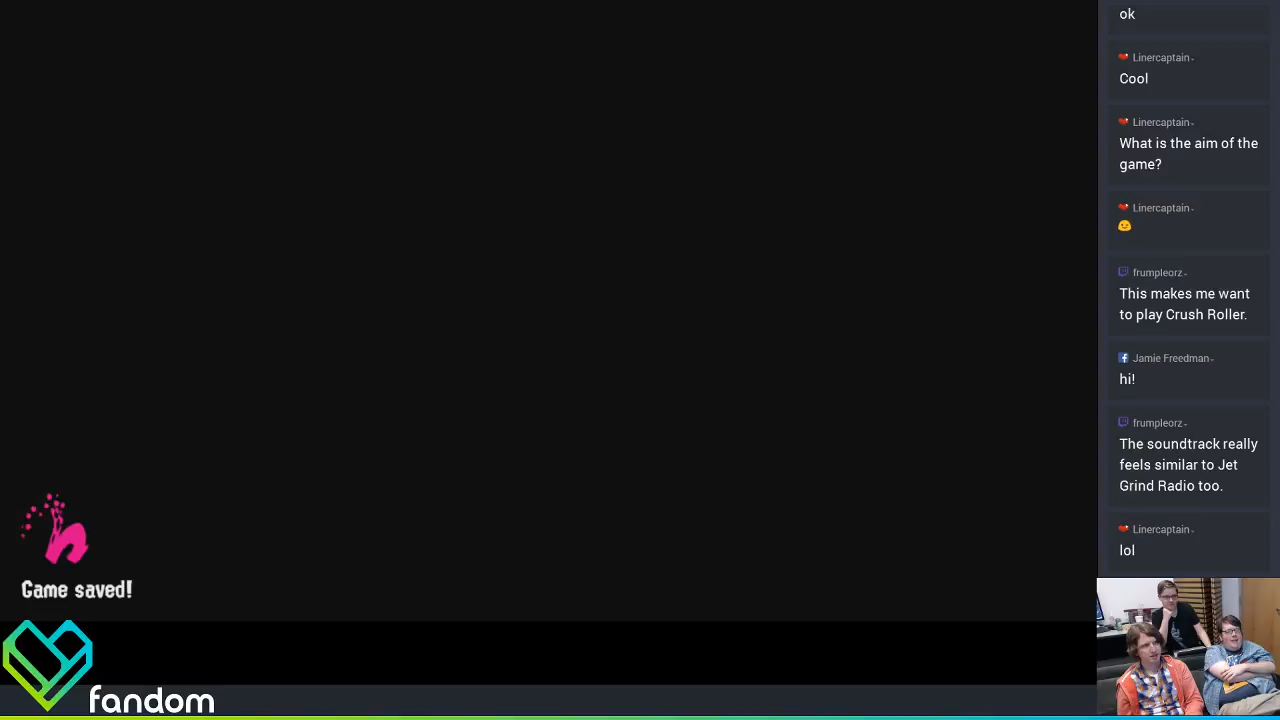 ok
Linercaptain
Cool
Linercaptain
What is the aim of the
game?
Linercaptain
frumpleorz
This makes me want
to play Crush Roller.
Jamie Freedman
hi!
frumpleorz
The soundtrack really
feels similar to Jet
Grind Radio too.
Linercaptain
lol
Game saved!
fandom